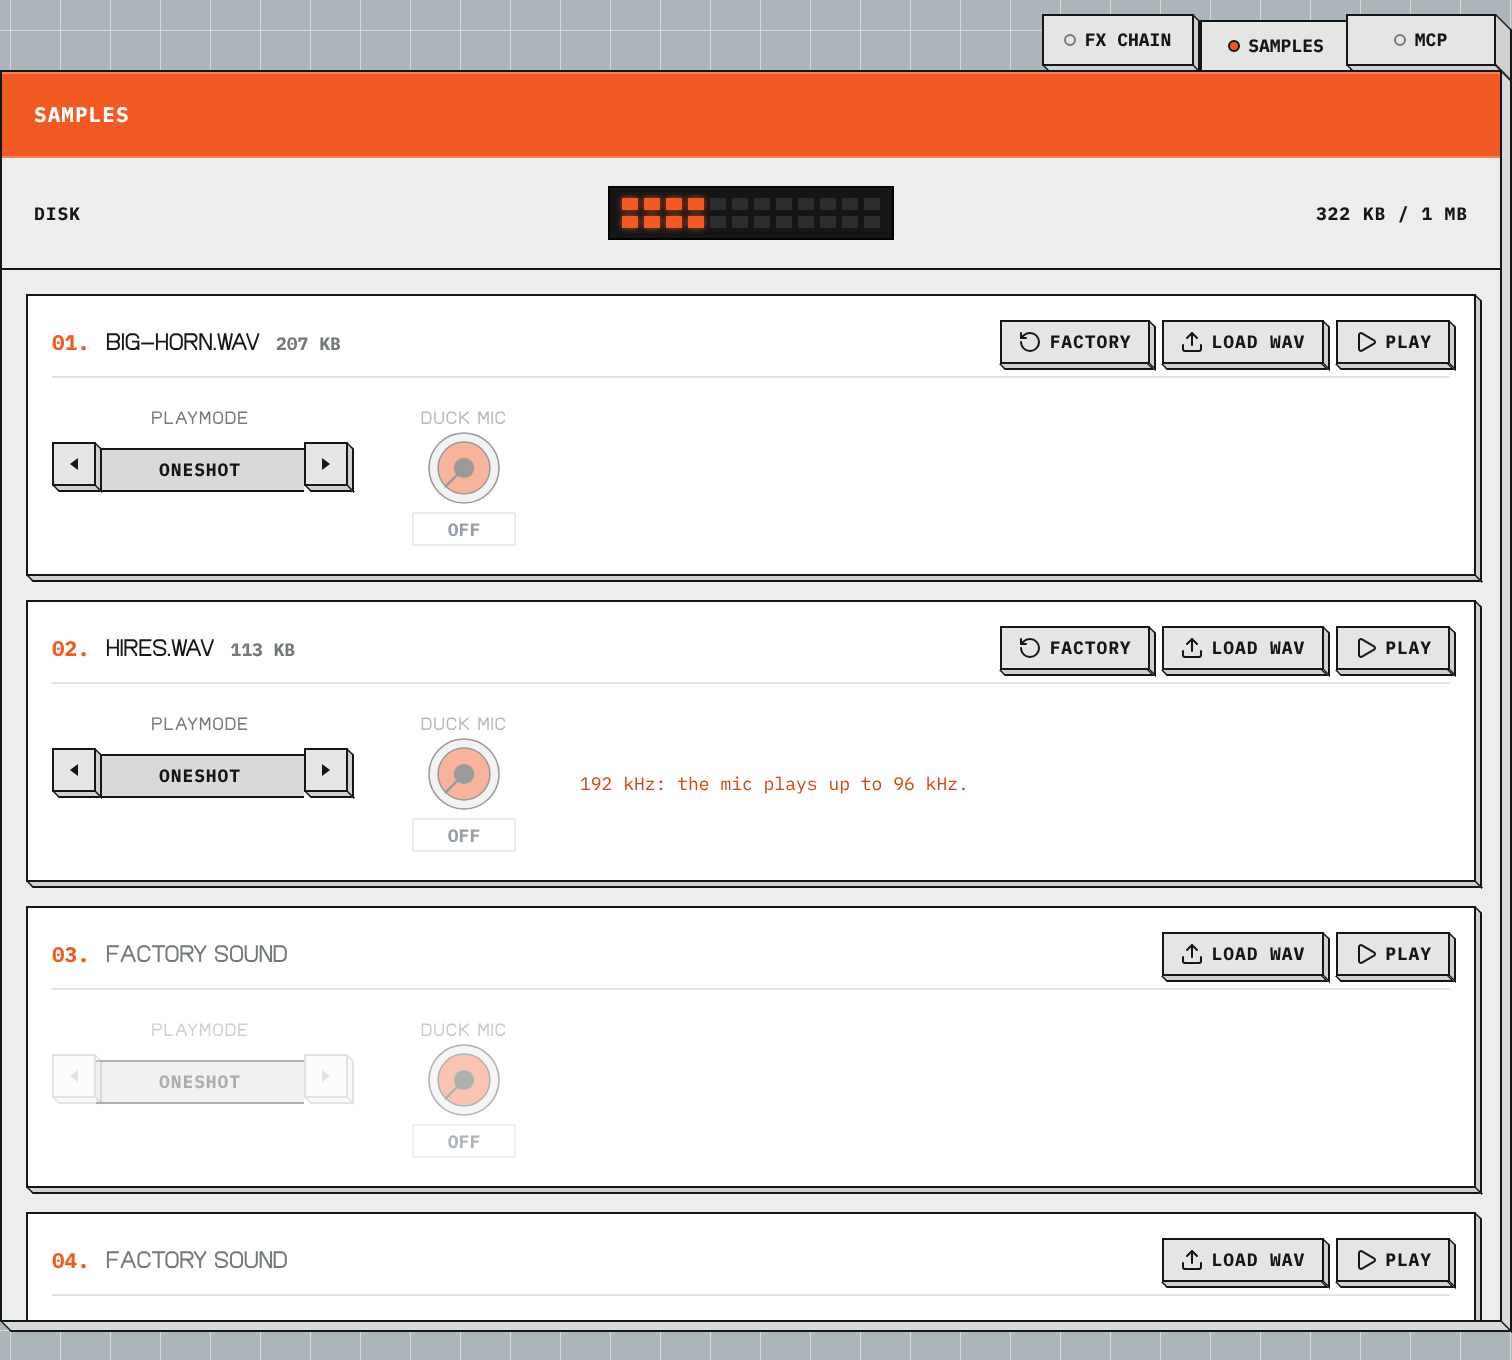 FX CHAIN
SAMPLES
MCP
SAMPLES
DISK
322 KB / 1 MB
01. BIG-HORN.WAV 207 KB
FACTORY
LOAD WAV
PLAY
PLAYMODE
DUCK MIC
ONESHOT
OFF
02. HIRES.WAV 113 KB
FACTORY
LOAD WAV
PLAY
PLAYMODE
DUCK MIC
ONESHOT
192 kHz: the mic plays up to 96 kHz.
OFF
03. FACTORY SOUND
LOAD WAV
PLAY
PLAYMODE
DUCK MIC
ONESHOT
OFF
04. FACTORY SOUND
LOAD WAV
PLAY